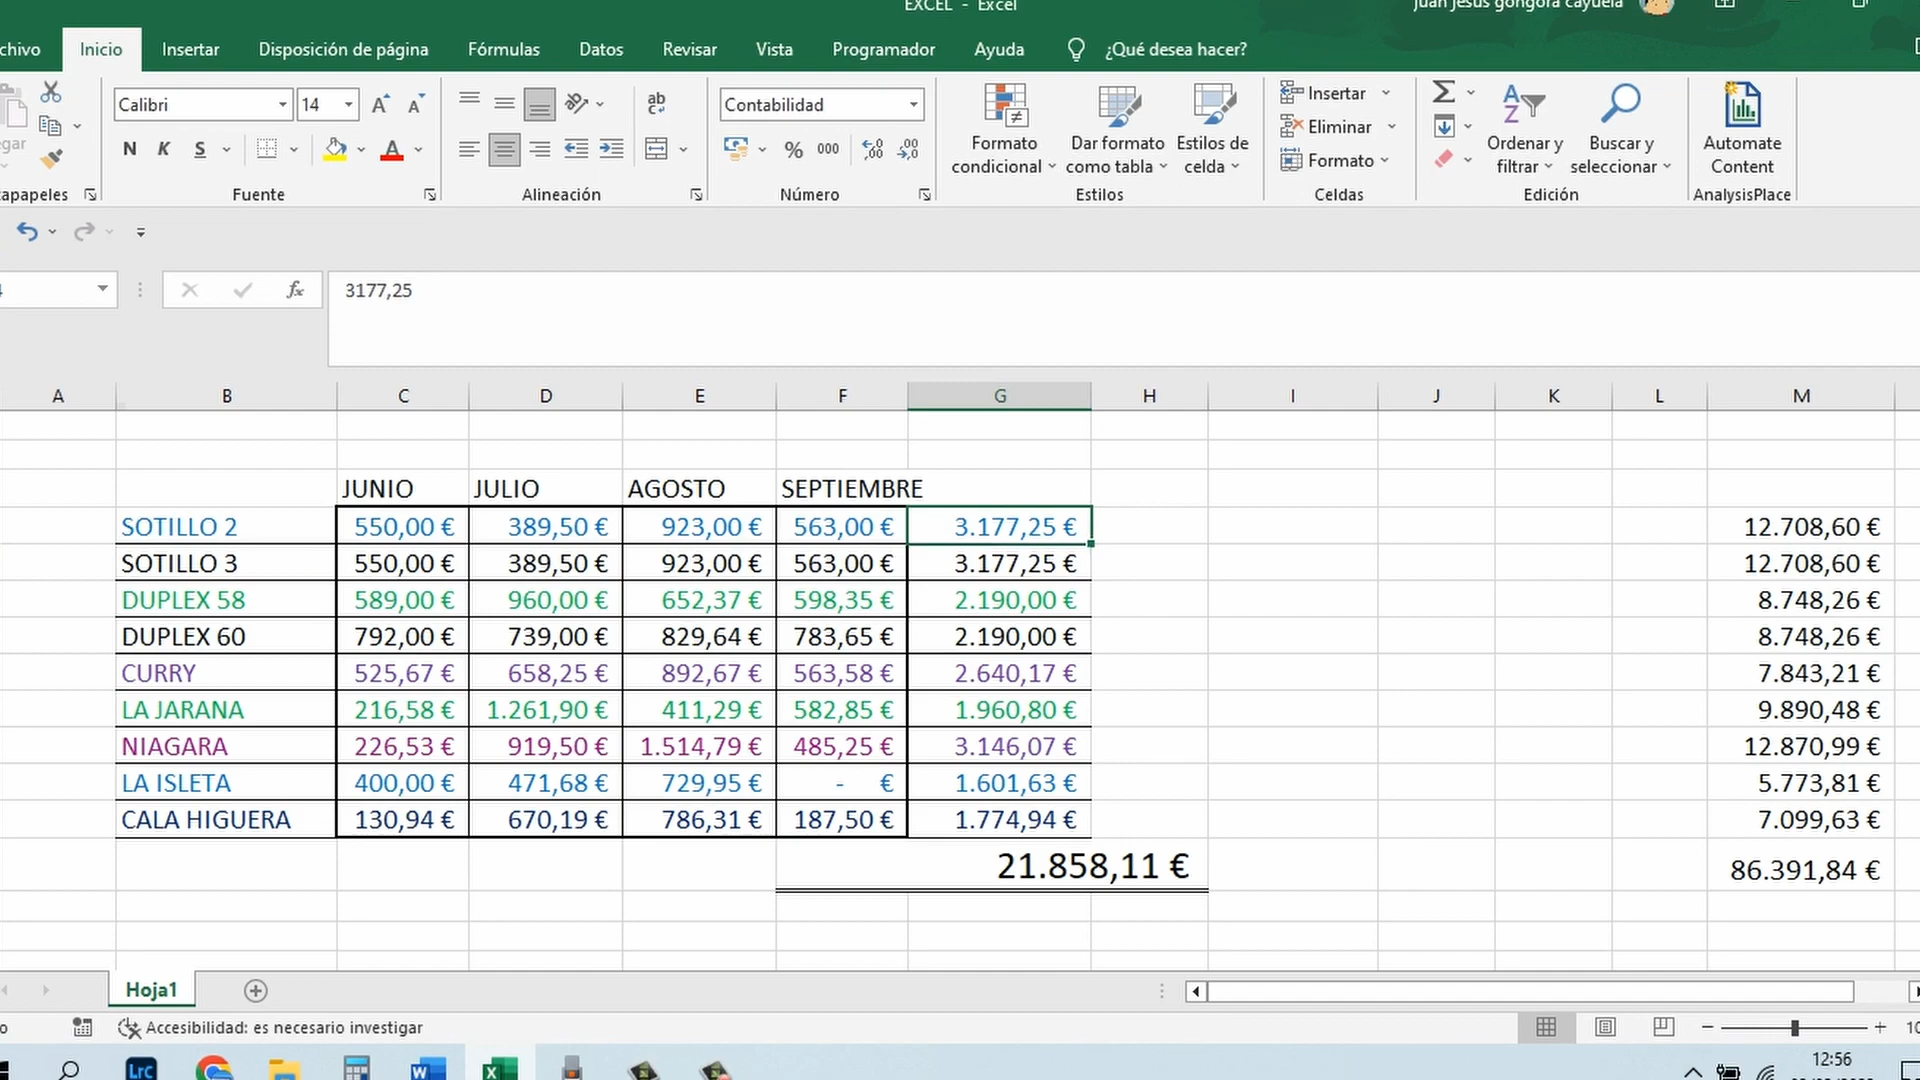 EXCEL - Excel
juan jesus gongora cayuela
chivo Inicio Insertar Disposición de página Fórmulas Datos Revisar Vista Programador Ayuda ¿Qué desea hacer?
Calibri 14 ab c Contabilidad
Insertar
Eliminar
Formato
N K S % 000
Formato condicional
Dar formato como tabla
Estilos de celda
Ordenar y filtrar
Buscar y seleccionar
Automate Content
apapeles Fuente Alineación Número Estilos Celdas Edición AnalysisPlace
fx 3177,25
A B C D E F G H I J K L M
JUNIO JULIO AGOSTO SEPTIEMBRE
SOTILLO 2 550,00 € 389,50 € 923,00 € 563,00 € 3.177,25 € 12.708,60 €
SOTILLO 3 550,00 € 389,50 € 923,00 € 563,00 € 3.177,25 € 12.708,60 €
DUPLEX 58 589,00 € 960,00 € 652,37 € 598,35 € 2.190,00 € 8.748,26 €
DUPLEX 60 792,00 € 739,00 € 829,64 € 783,65 € 2.190,00 € 8.748,26 €
CURRY 525,67 € 658,25 € 892,67 € 563,58 € 2.640,17 € 7.843,21 €
LA JARANA 216,58 € 1.261,90 € 411,29 € 582,85 € 1.960,80 € 9.890,48 €
NIAGARA 226,53 € 919,50 € 1.514,79 € 485,25 € 3.146,07 € 12.870,99 €
LA ISLETA 400,00 € 471,68 € 729,95 € - € 1.601,63 € 5.773,81 €
CALA HIGUERA 130,94 € 670,19 € 786,31 € 187,50 € 1.774,94 € 7.099,63 €
21.858,11 € 86.391,84 €
Hoja1
Accesibilidad: es necesario investigar
Lrc
12:56